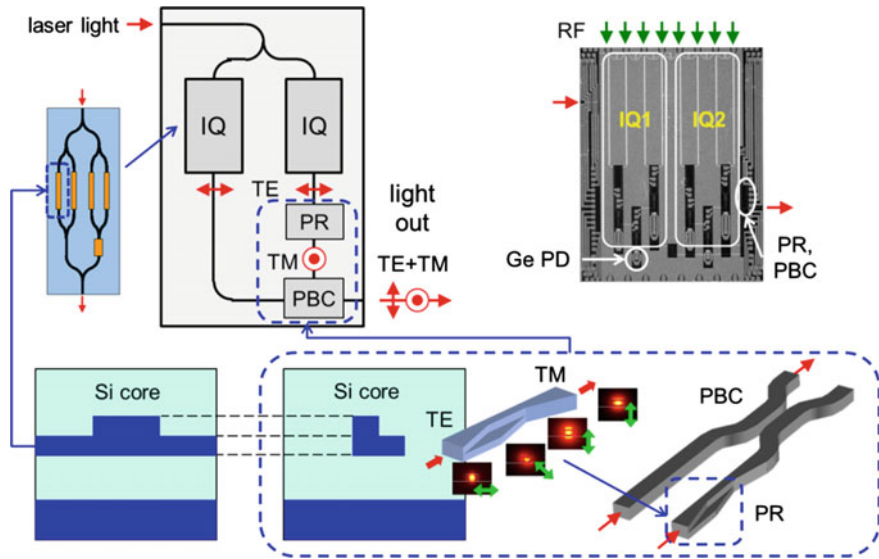 laser light
IQ
IQ
TE
PR
TM
PBC
light
out
TE+TM
RF
IQ1
IQ2
Ge PD
PR,
PBC
Si core
Si core
TE
TM
PBC
PR